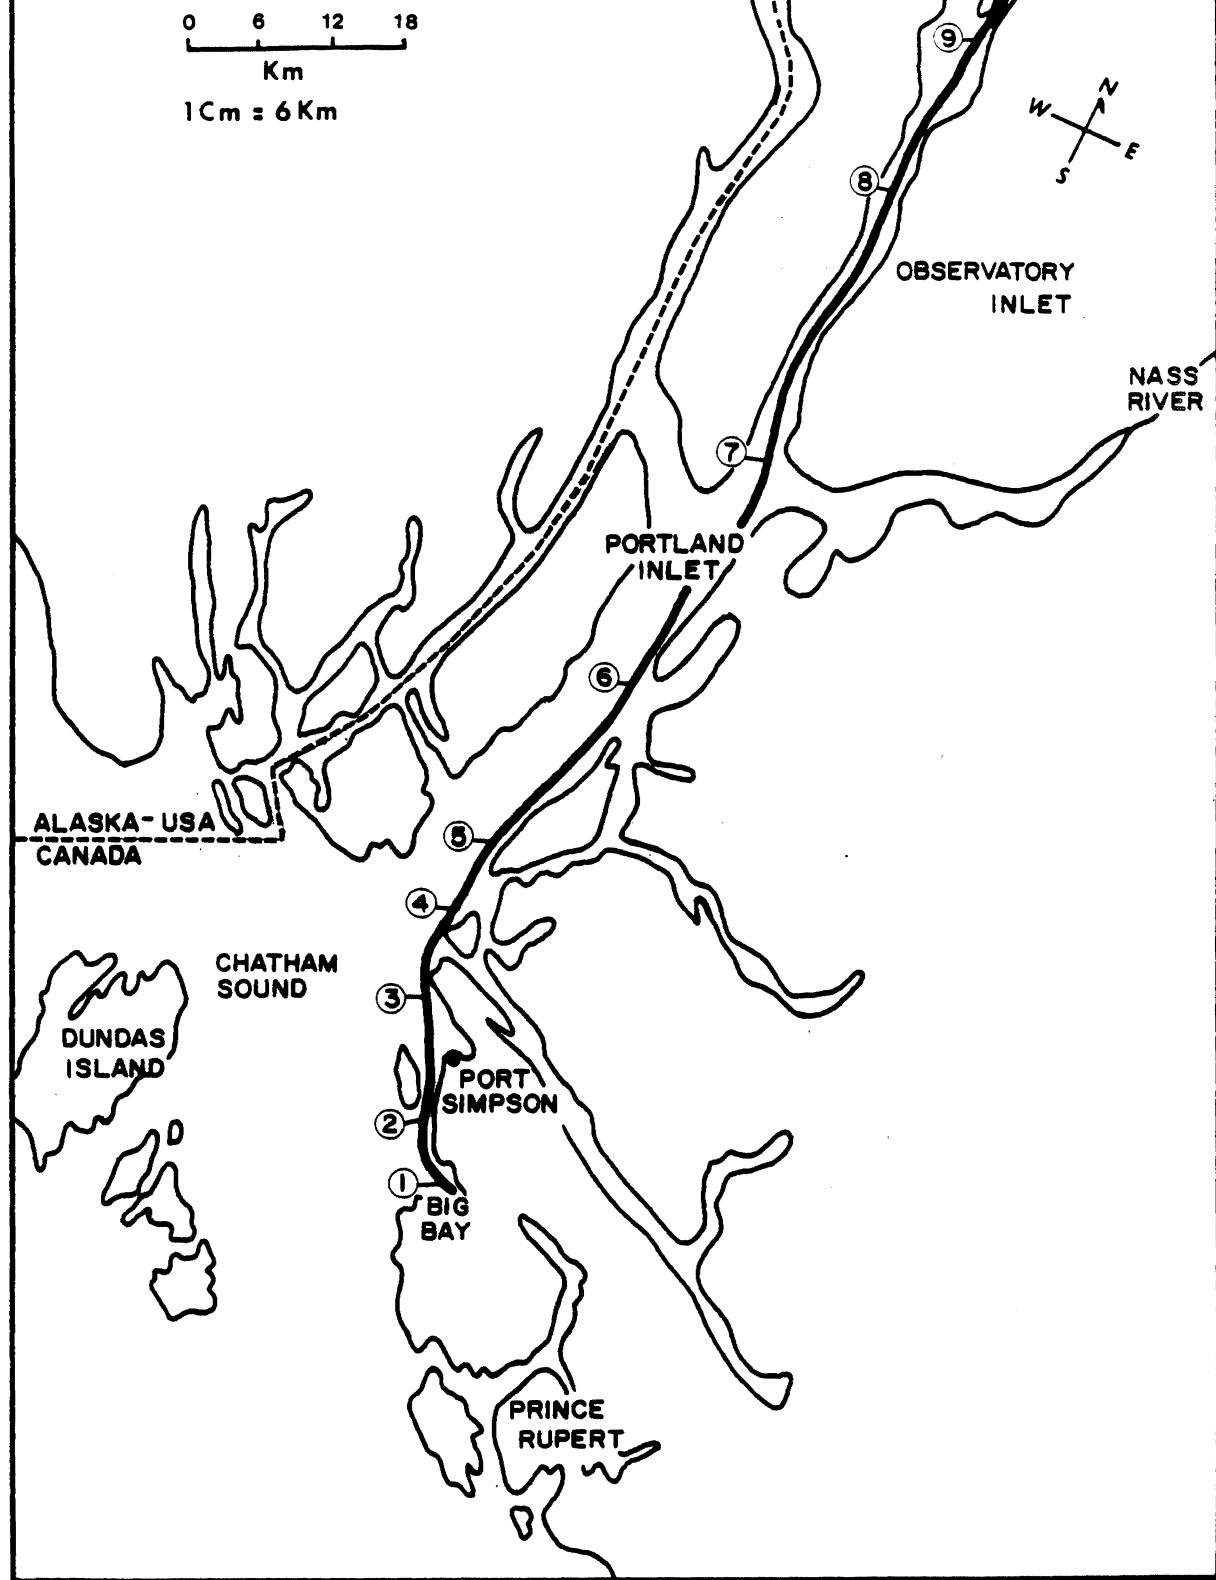 0 6 12 18
Km
1Cm = 6Km
9
N
W
E
S
8
OBSERVATORY
INLET
NASS
RIVER
7
PORTLAND
INLET
6
ALASKA-USA
CANADA
5
4
CHATHAM
SOUND
3
DUNDAS
ISLAND
PORT
SIMPSON
2
1
BIG
BAY
PRINCE
RUPERT